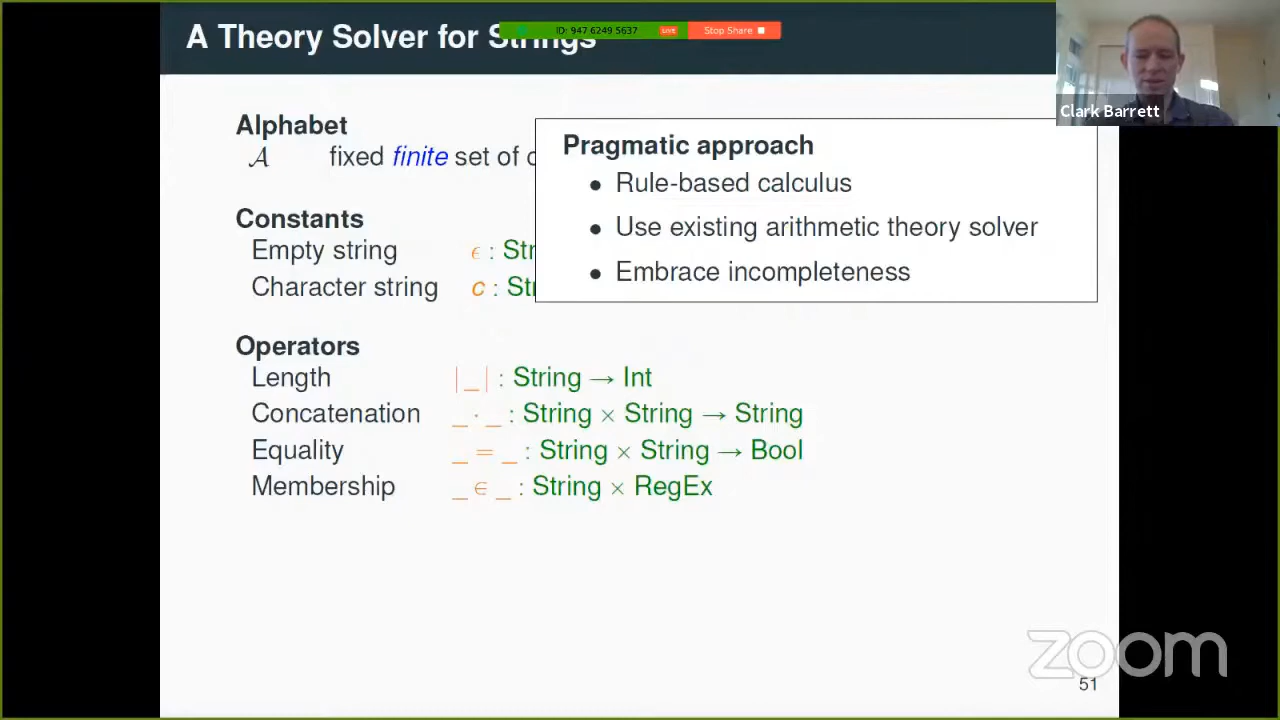 A Theory Solver for Strings
ID: 947 6249 5637 LIVE Stop Share
Clark Barrett
Alphabet
𝒜 fixed finite set of
Pragmatic approach
• Rule-based calculus
• Use existing arithmetic theory solver
• Embrace incompleteness
Constants
Empty string ϵ : Str
Character string c : Str
Operators
Length |_| : String → Int
Concatenation _ · _ : String × String → String
Equality _ = _ : String × String → Bool
Membership _ ∈ _ : String × RegEx
zoom
51